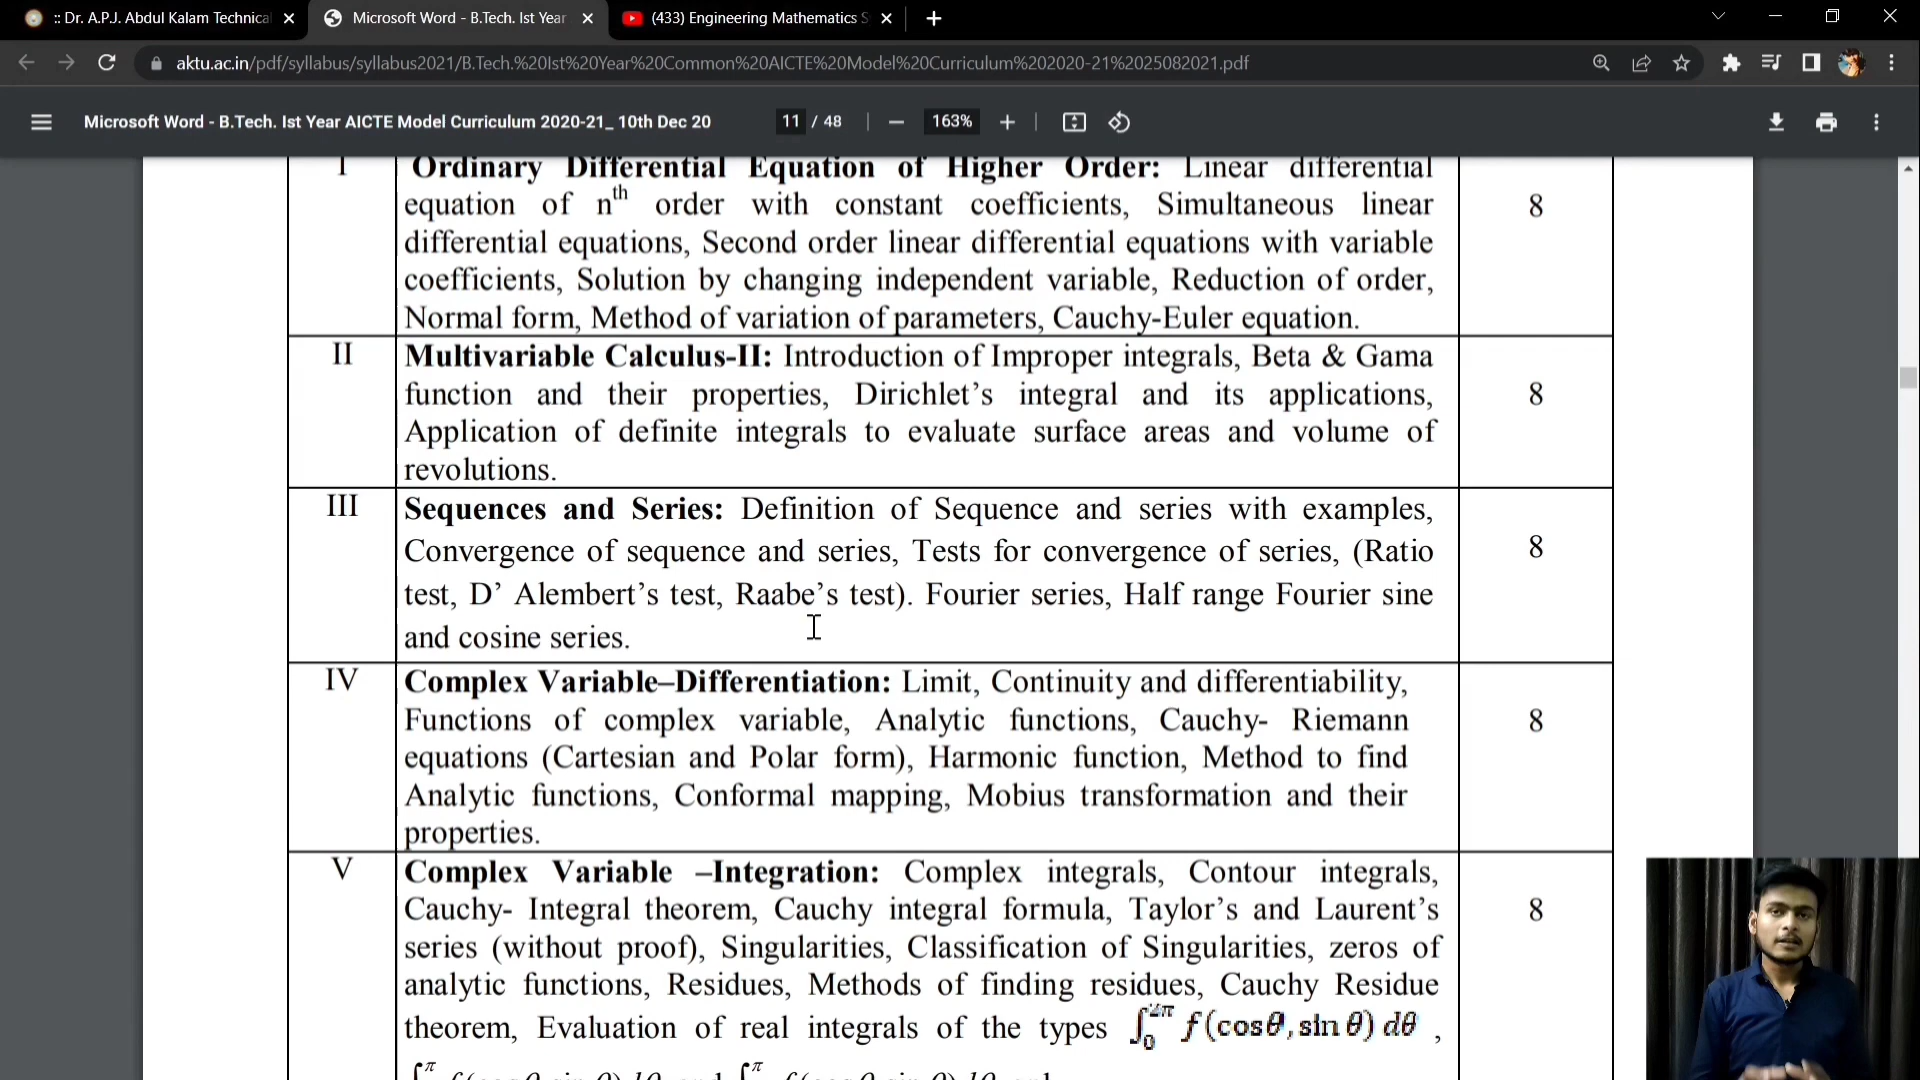 :: Dr. A.P.J. Abdul Kalam Technical
Microsoft Word - B.Tech. Ist Year
(433) Engineering Mathematics S
aktu.ac.in/pdf/syllabus/syllabus2021/B.Tech.%20Ist%20Year%20Common%20AICTE%20Model%20Curriculum%202020-21%2025082021.pdf
Microsoft Word - B.Tech. Ist Year AICTE Model Curriculum 2020-21_ 10th Dec 20
11 / 48
163%
I Ordinary Differential Equation of Higher Order: Linear differential
equation of nth order with constant coefficients, Simultaneous linear 8
differential equations, Second order linear differential equations with variable
coefficients, Solution by changing independent variable, Reduction of order,
Normal form, Method of variation of parameters, Cauchy-Euler equation.
II Multivariable Calculus-II: Introduction of Improper integrals, Beta & Gama
function and their properties, Dirichlet’s integral and its applications, 8
Application of definite integrals to evaluate surface areas and volume of
revolutions.
III Sequences and Series: Definition of Sequence and series with examples,
Convergence of sequence and series, Tests for convergence of series, (Ratio 8
test, D’ Alembert’s test, Raabe’s test). Fourier series, Half range Fourier sine
and cosine series.
IV Complex Variable–Differentiation: Limit, Continuity and differentiability,
Functions of complex variable, Analytic functions, Cauchy- Riemann 8
equations (Cartesian and Polar form), Harmonic function, Method to find
Analytic functions, Conformal mapping, Mobius transformation and their
properties.
V Complex Variable –Integration: Complex integrals, Contour integrals,
Cauchy- Integral theorem, Cauchy integral formula, Taylor’s and Laurent’s 8
series (without proof), Singularities, Classification of Singularities, zeros of
analytic functions, Residues, Methods of finding residues, Cauchy Residue
theorem, Evaluation of real integrals of the types ∫₀^2π f(cosθ, sin θ) dθ ,